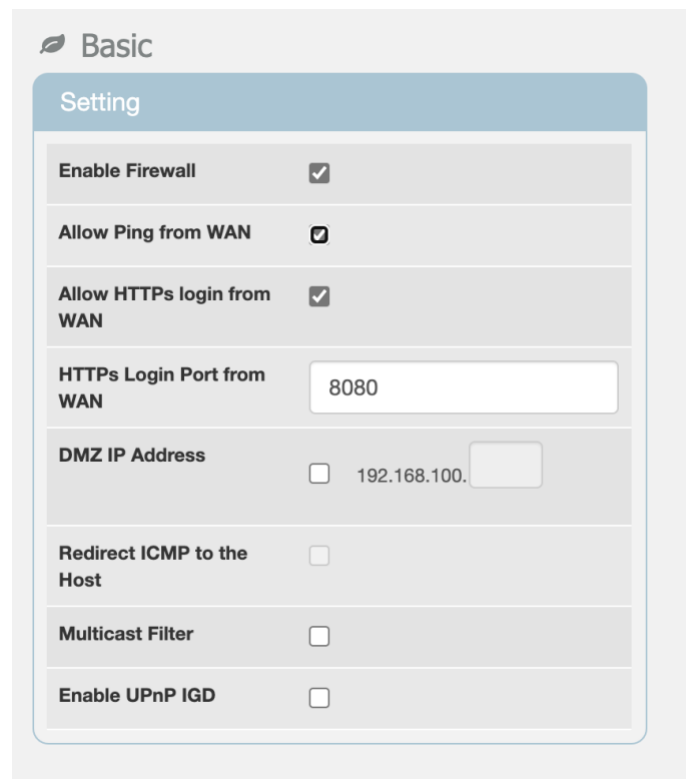 Basic
Setting
Enable Firewall
Allow Ping from WAN
Allow HTTPs login from
WAN
HTTPs Login Port from
WAN
8080
DMZ IP Address
192.168.100.
Redirect ICMP to the
Host
Multicast Filter
Enable UPnP IGD